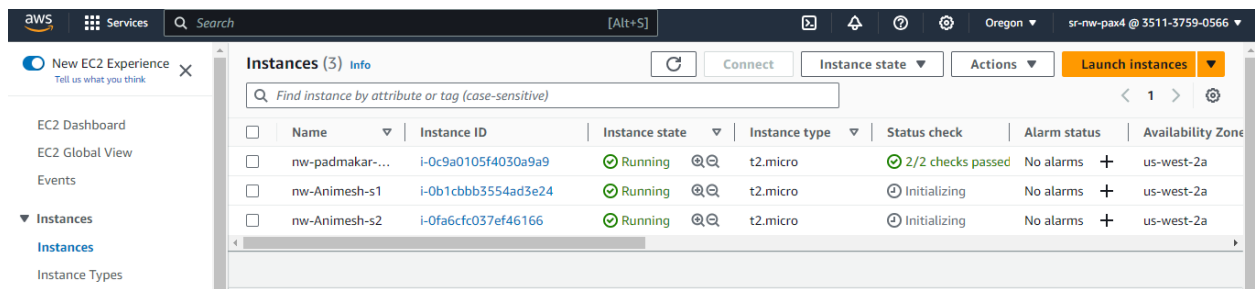 aws Services Search [Alt+S] Oregon ▼ sr-nw-pax4 @ 3511-3759-0566 ▼
New EC2 Experience
Tell us what you think
EC2 Dashboard
EC2 Global View
Events
▼ Instances
Instances
Instance Types
Instances (3) Info Connect Instance state ▼ Actions ▼ Launch instances ▼
Find instance by attribute or tag (case-sensitive) < 1 >
Name Instance ID Instance state Instance type Status check Alarm status Availability Zone
nw-padmakar-... i-0c9a0105f4030a9a9 Running t2.micro 2/2 checks passed No alarms + us-west-2a
nw-Animesh-s1 i-0b1cbbb3554ad3e24 Running t2.micro Initializing No alarms + us-west-2a
nw-Animesh-s2 i-0fa6cfc037ef46166 Running t2.micro Initializing No alarms + us-west-2a